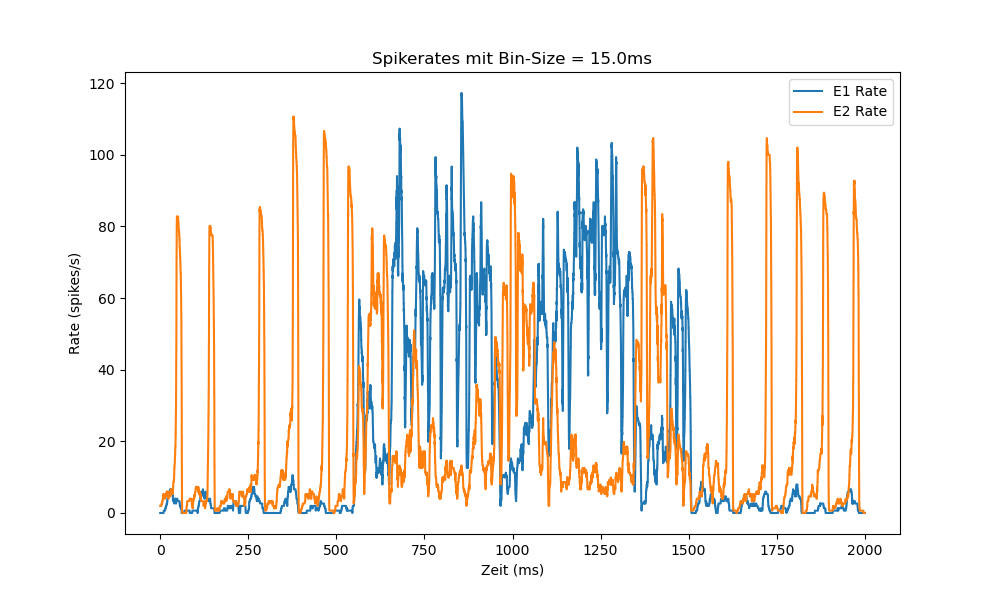 Spikerates mit Bin-Size = 15.0ms
E1 Rate
E2 Rate
Rate (spikes/s)
120
100
80
60
40
20
0
0 250 500 750 1000 1250 1500 1750 2000
Zeit (ms)